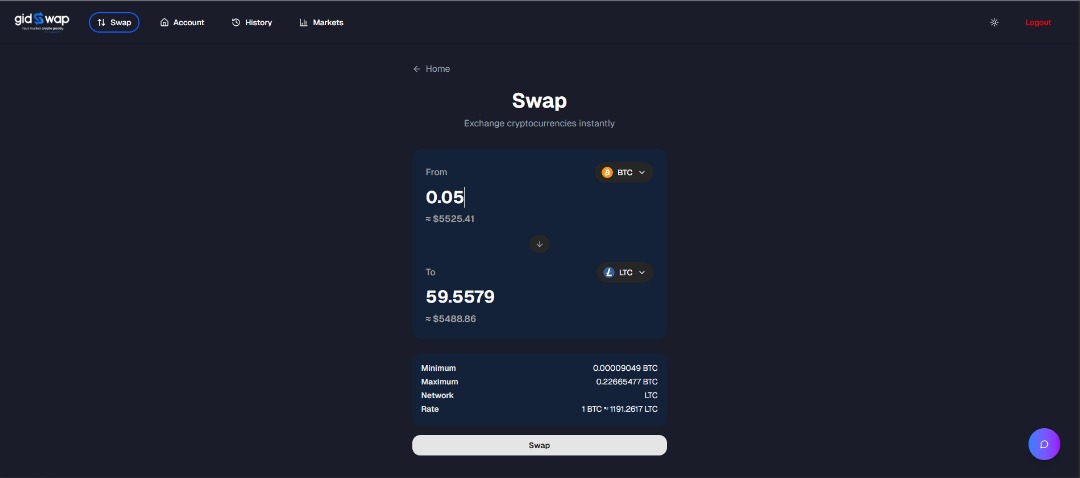 gidSwap
Swap
Account
History
Markets
Logout
Home
Swap
Exchange cryptocurrencies instantly
From
BTC
0.05
≈ $5525.41
To
LTC
59.5579
≈ $5488.86
Minimum 0.00009049 BTC
Maximum 0.22665477 BTC
Network LTC
Rate 1 BTC ≈ 1191.2617 LTC
Swap